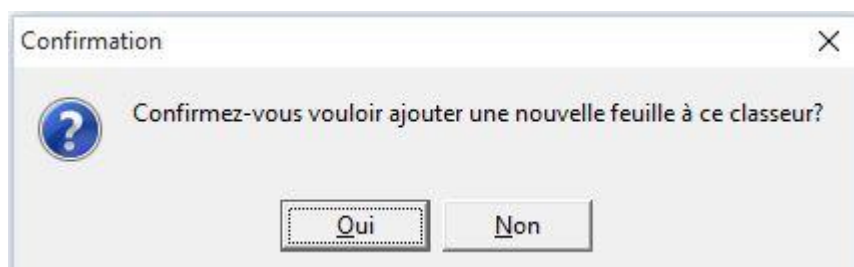 Confirmation
Confirmez-vous vouloir ajouter une nouvelle feuille à ce classeur?
Oui
Non